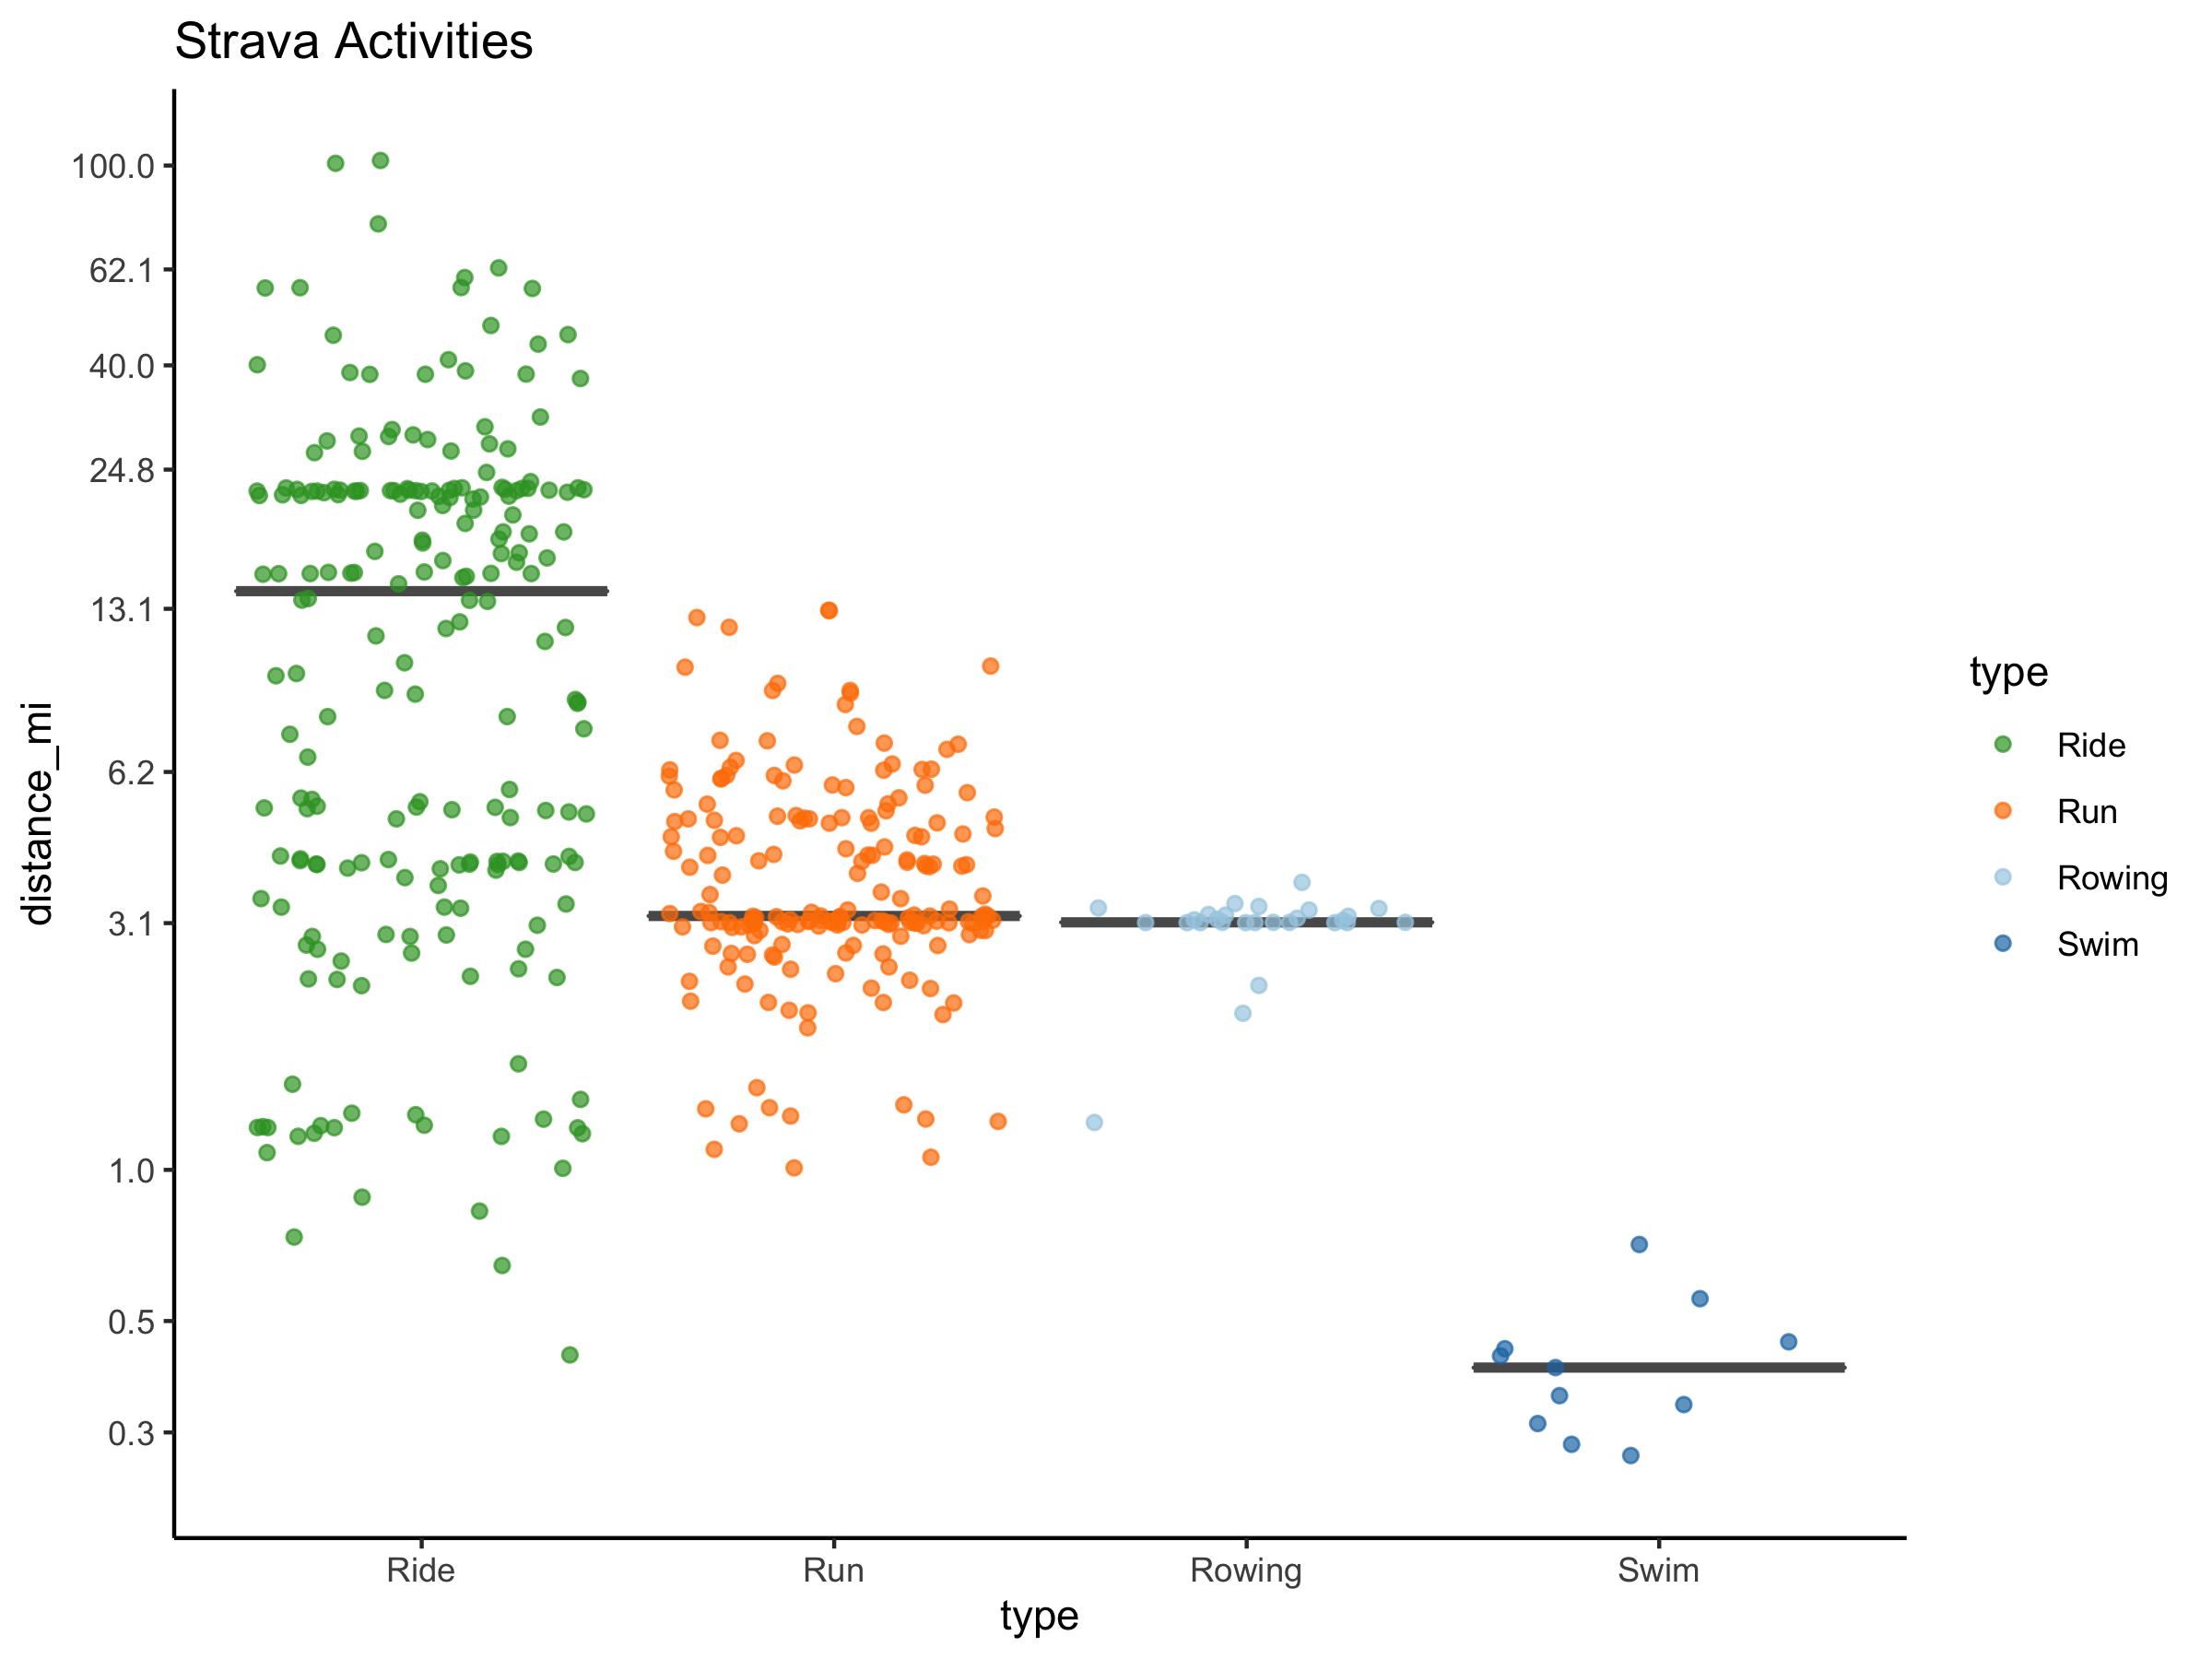 Strava Activities
distance_mi
100.0
62.1
40.0
24.8
13.1
6.2
3.1
1.0
0.5
0.3
Ride
Run
Rowing
Swim
type
type
Ride
Run
Rowing
Swim